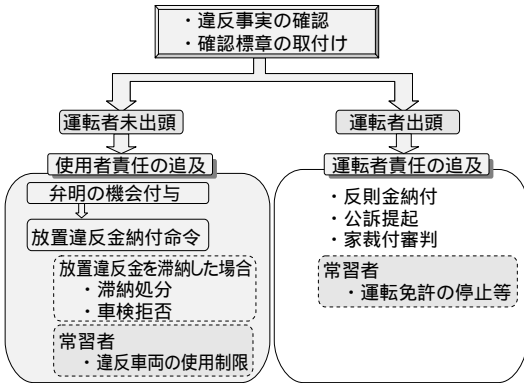 ・違反事実の確認
・確認標章の取付け
運転者未出頭
運転者出頭
使用者責任の追及
運転者責任の追及
弁明の機会付与
放置違反金納付命令
放置違反金を滞納した場合
・滞納処分
・車検拒否
常習者
・違反車両の使用制限
・反則金納付
・公訴提起
・家裁付審判
常習者
・運転免許の停止等